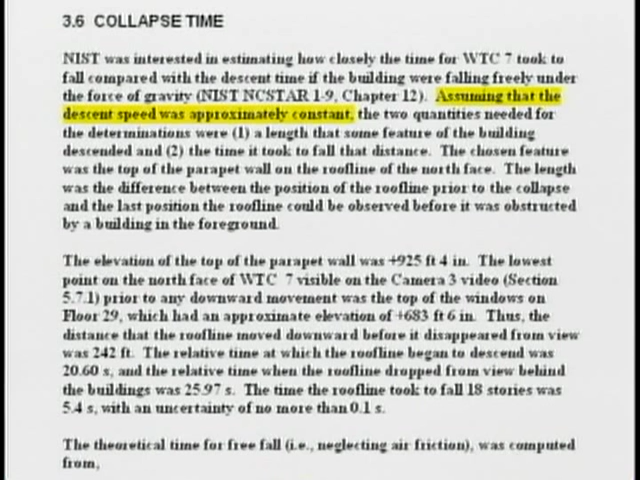 3.6 COLLAPSE TIME
NIST was interested in estimating how closely the time for WTC 7 took to
fall compared with the descent time if the building were falling freely under
the force of gravity (NIST NCSTAR 1-9, Chapter 12). Assuming that the
descent speed was approximately constant, the two quantities needed for
the determinations were (1) a length that some feature of the building
descended and (2) the time it took to fall that distance. The chosen feature
was the top of the parapet wall on the roofline of the north face. The length
was the difference between the position of the roofline prior to the collapse
and the last position the roofline could be observed before it was obstructed
by a building in the foreground.
The elevation of the top of the parapet wall was +925 ft 4 in. The lowest
point on the north face of WTC 7 visible on the Camera 3 video (Section
5.7.1) prior to any downward movement was the top of the windows on
Floor 29, which had an approximate elevation of +683 ft 6 in. Thus, the
distance that the roofline moved downward before it disappeared from view
was 242 ft. The relative time at which the roofline began to descend was
20.60 s, and the relative time when the roofline dropped from view behind
the buildings was 25.97 s. The time the roofline took to fall 18 stories was
5.4 s, with an uncertainty of no more than 0.1 s.
The theoretical time for free fall (i.e., neglecting air friction), was computed
from,